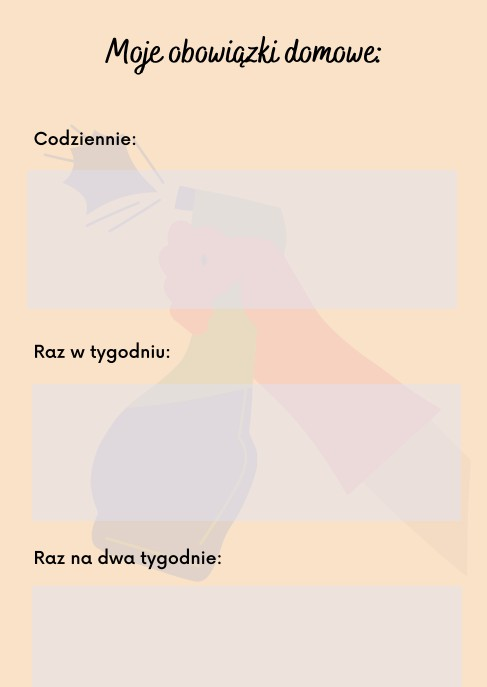 Moje obowiązki domowe:
Codziennie:
Raz w tygodniu:
Raz na dwa tygodnie: